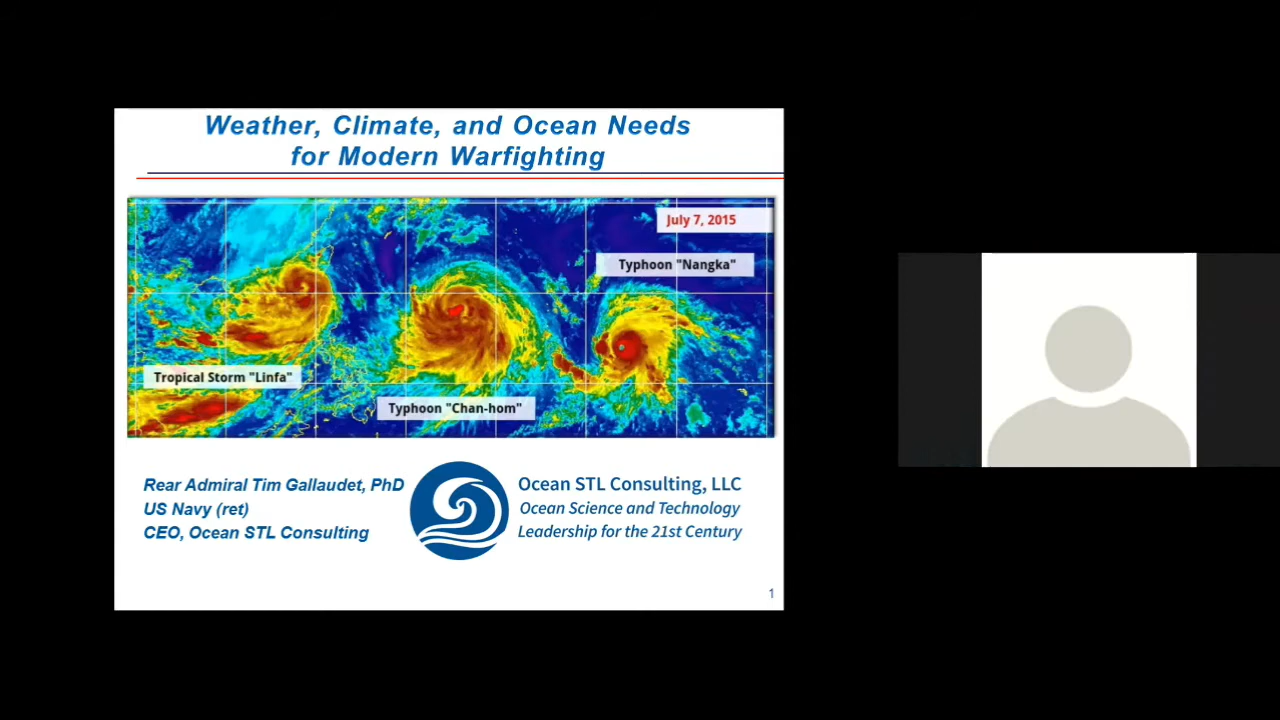 Weather, Climate, and Ocean Needs
for Modern Warfighting
July 7, 2015
Typhoon "Nangka"
Tropical Storm "Linfa"
Typhoon "Chan-hom"
Rear Admiral Tim Gallaudet, PhD
US Navy (ret)
CEO, Ocean STL Consulting
Ocean STL Consulting, LLC
Ocean Science and Technology
Leadership for the 21st Century
1